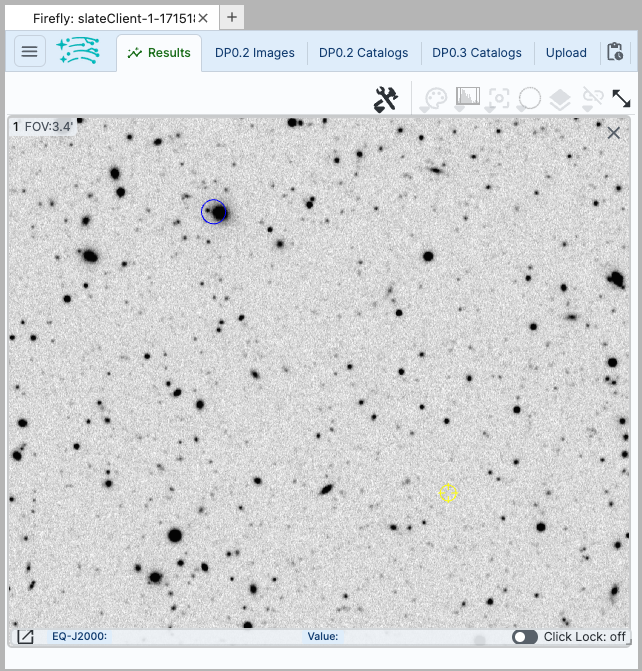 Firefly: slateClient-1-17151
Results
DP0.2 Images
DP0.2 Catalogs
DP0.3 Catalogs
Upload
1 FOV:3.4'
EQ-J2000:
Value:
Click Lock: off